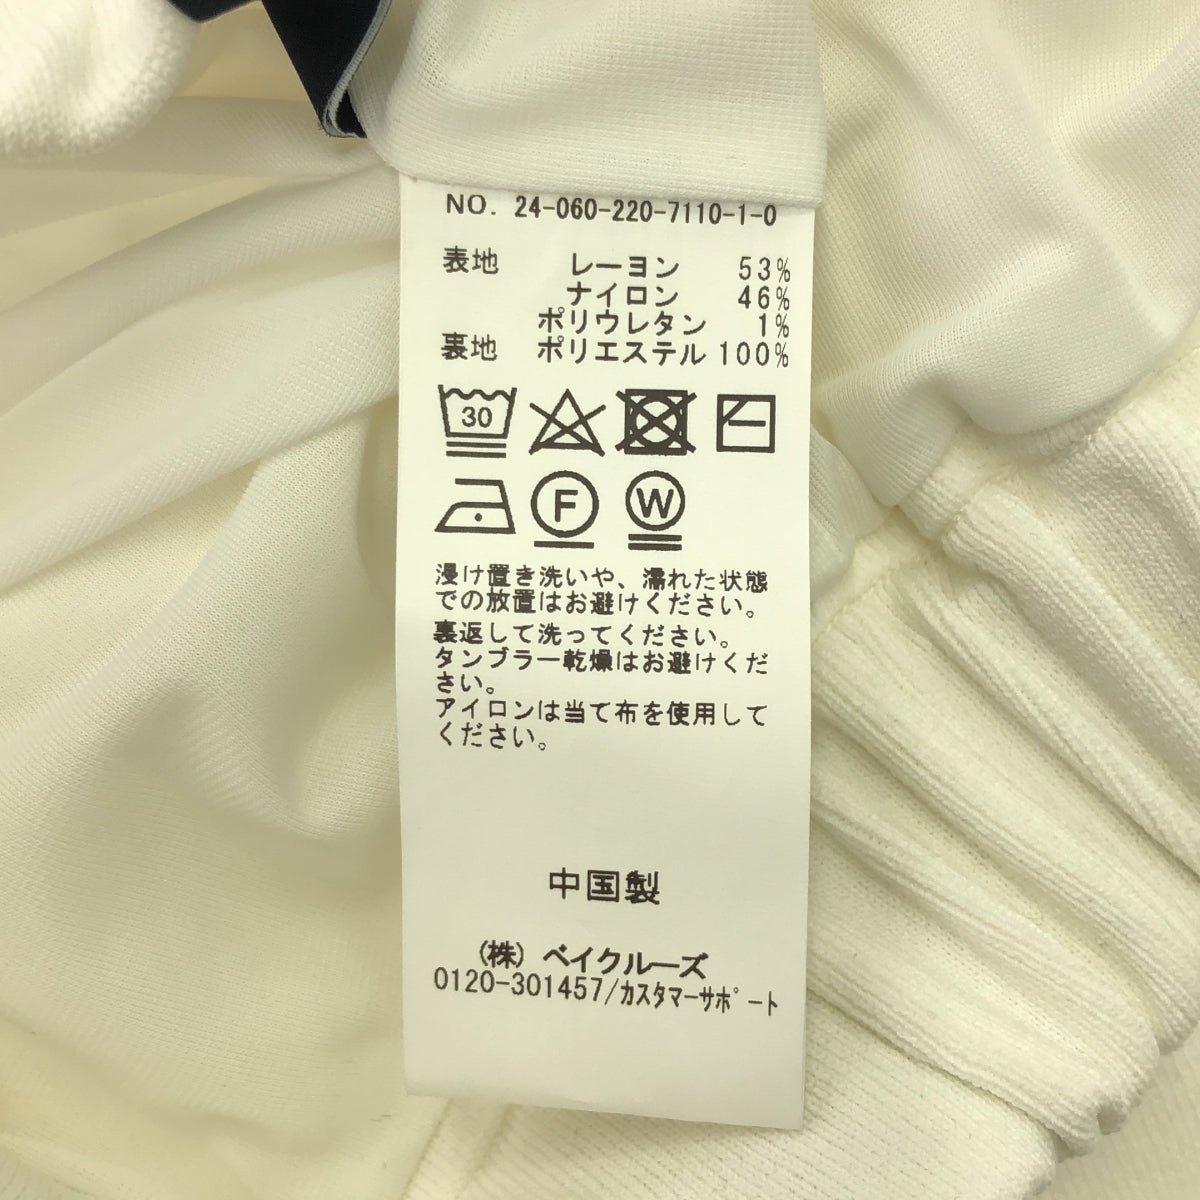 NO. 24-060-220-7110-1-0
表地 レーヨン 53%
ナイロン 46%
ポリウレタン 1%
裏地 ポリエステル 100%
30
F W
浸け置き洗いや、濡れた状態
での放置はお避けください。
裏返して洗ってください。
タンブラー乾燥はお避けくだ
さい。
アイロンは当て布を使用して
ください。
中国製
(株) ベイクルーズ
0120-301457/カスタマーサポート